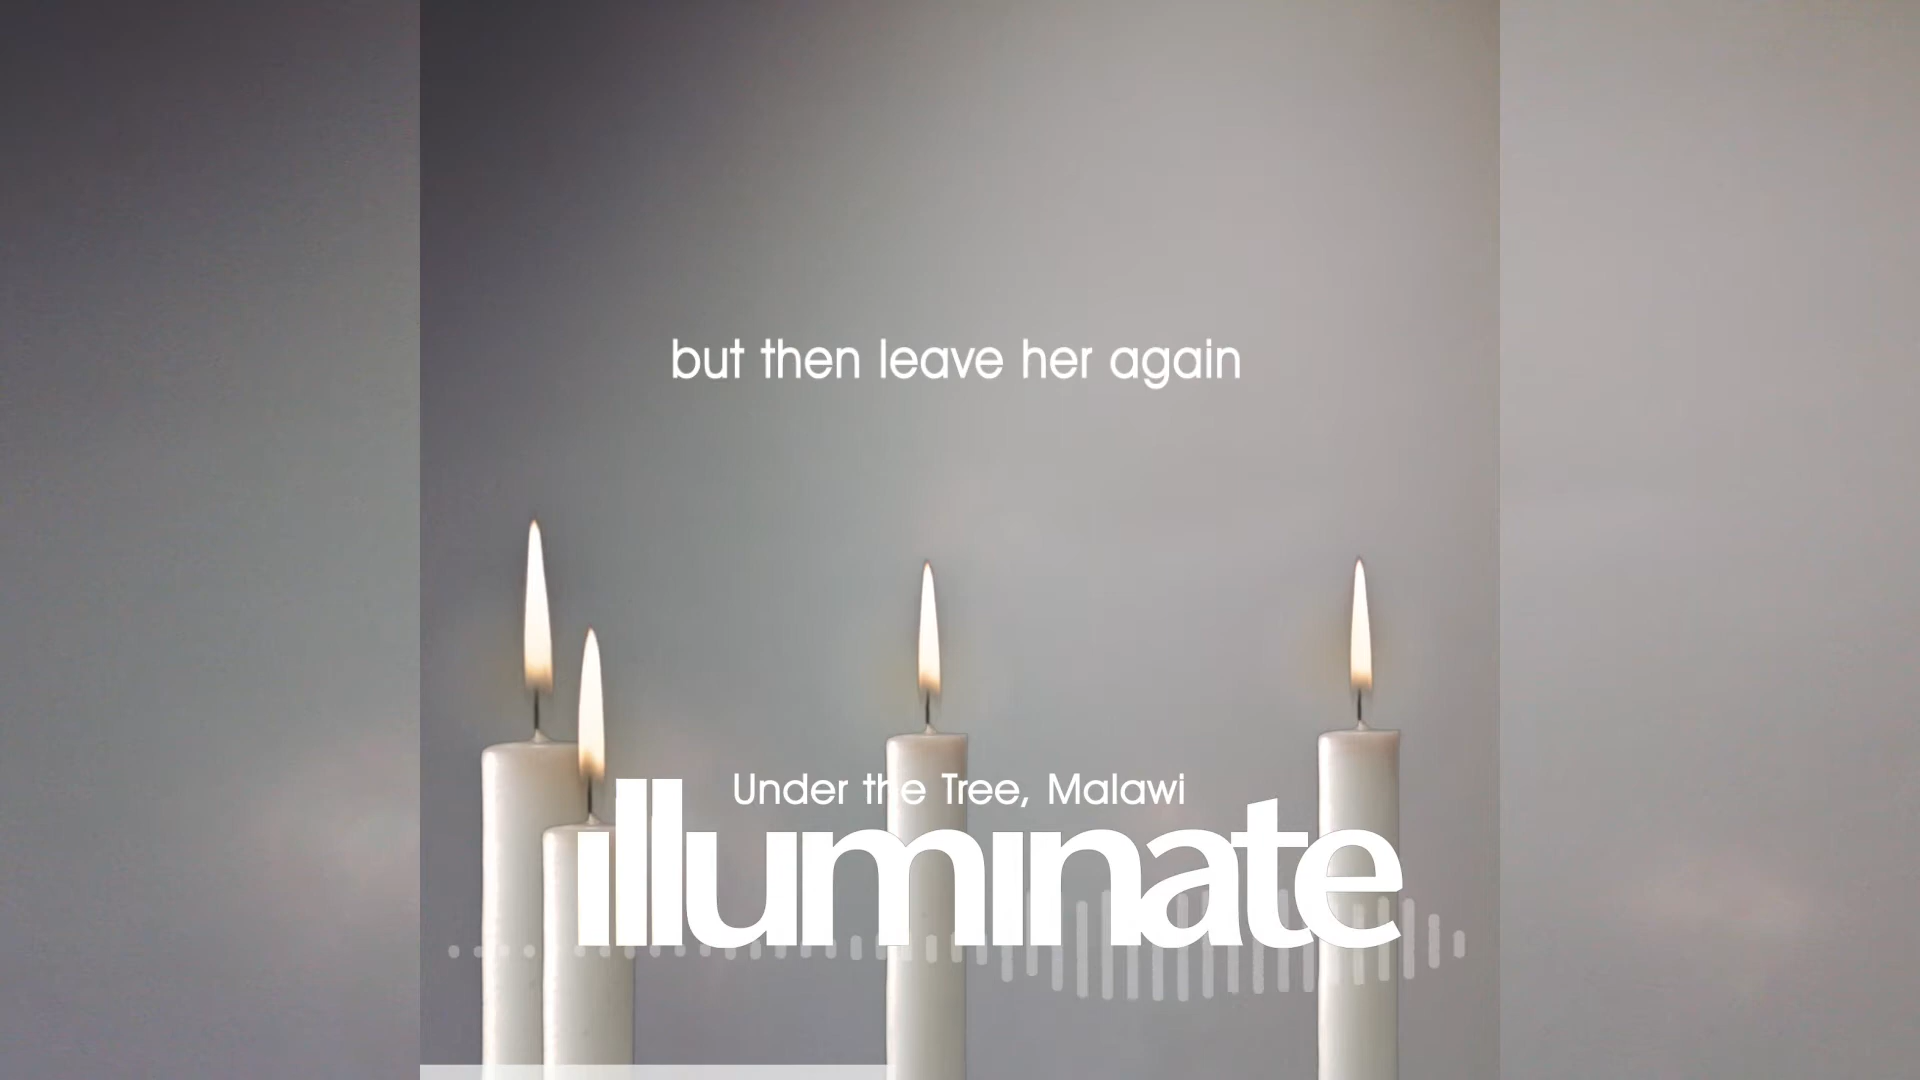 but then leave her again
Under the Tree, Malawi
illuminate